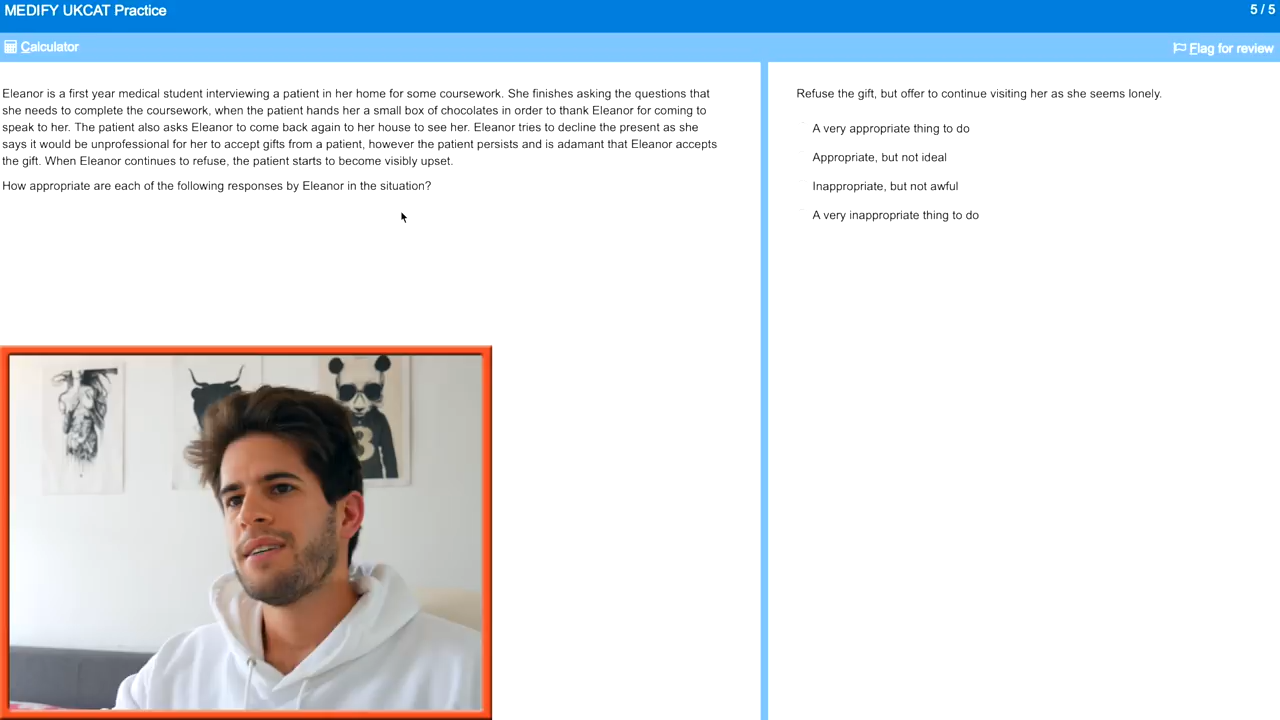 MEDIFY UKCAT Practice
5 / 5
Calculator
Flag for review
Eleanor is a first year medical student interviewing a patient in her home for some coursework. She finishes asking the questions that
she needs to complete the coursework, when the patient hands her a small box of chocolates in order to thank Eleanor for coming to
speak to her. The patient also asks Eleanor to come back again to her house to see her. Eleanor tries to decline the present as she
says it would be unprofessional for her to accept gifts from a patient, however the patient persists and is adamant that Eleanor accepts
the gift. When Eleanor continues to refuse, the patient starts to become visibly upset.
How appropriate are each of the following responses by Eleanor in the situation?
Refuse the gift, but offer to continue visiting her as she seems lonely.
A very appropriate thing to do
Appropriate, but not ideal
Inappropriate, but not awful
A very inappropriate thing to do
3